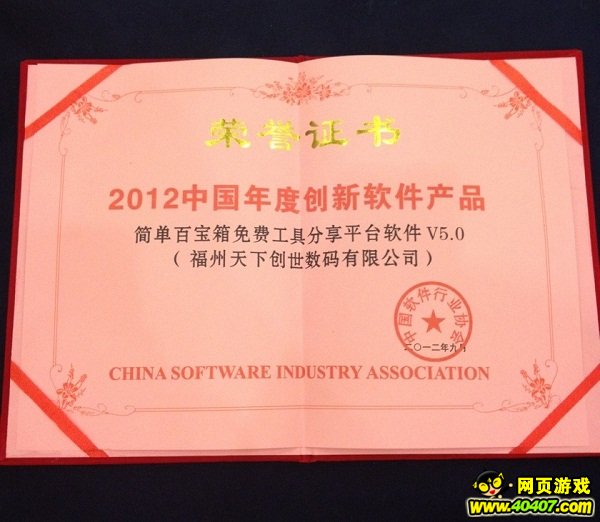 荣誉证书
2012中国年度创新软件产品
简单百宝箱免费工具分享平台软件 V5.0
（福州天下创世数码有限公司）
中国软件行业协会
二〇一二年九月
CHINA SOFTWARE INDUSTRY ASSOCIATION
网页游戏
www.40407.com